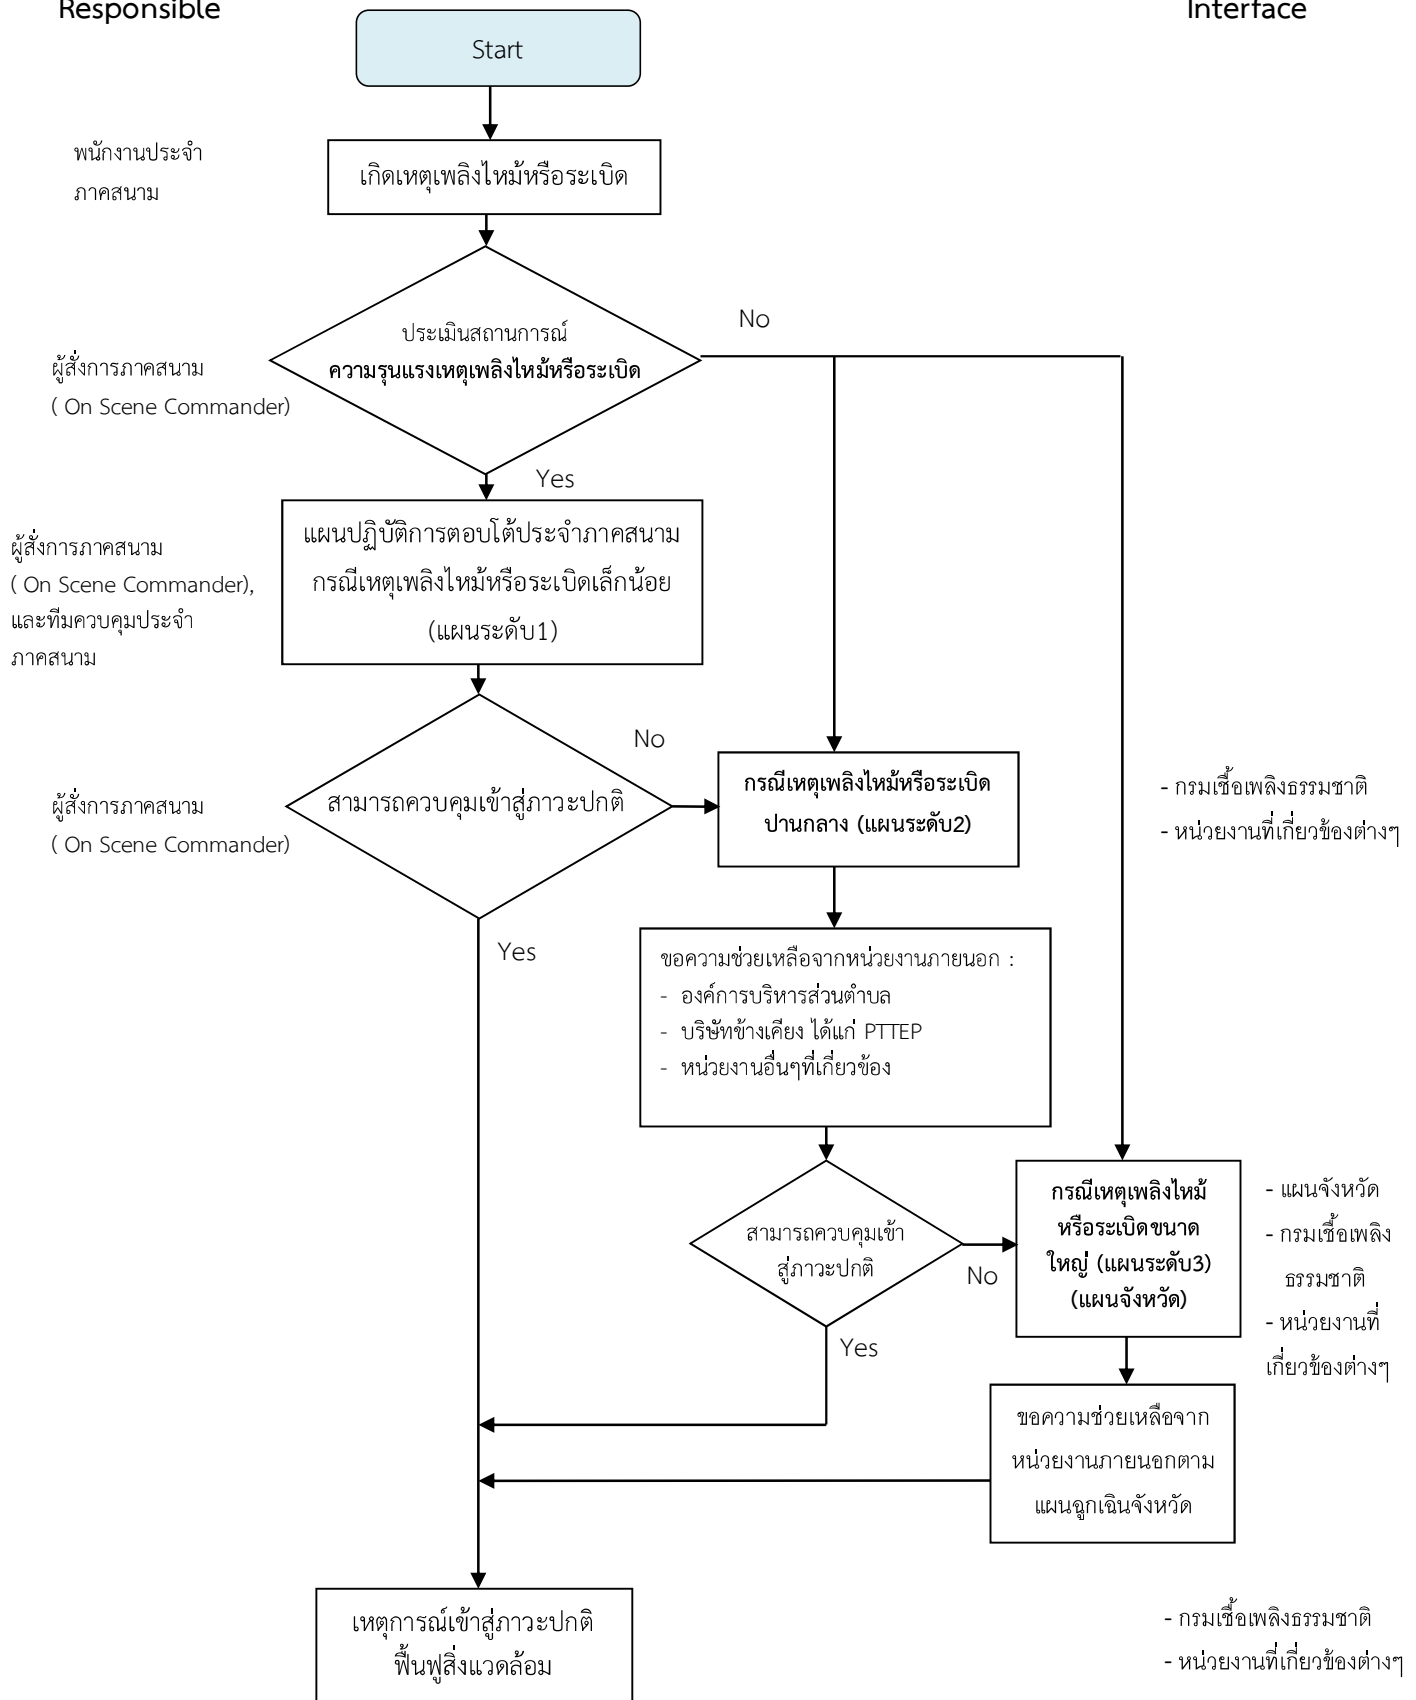 Responsible
Interface
Start
พนักงานประจำ
ภาคสนาม
เกิดเหตุเพลิงไหม้หรือระเบิด
ประเมินสถานการณ์
ความรุนแรงเหตุเพลิงไหม้หรือระเบิด
No
ผู้สั่งการภาคสนาม
( On Scene Commander)
Yes
แผนปฏิบัติการตอบโต้ประจำภาคสนาม
กรณีเหตุเพลิงไหม้หรือระเบิดเล็กน้อย
(แผนระดับ1)
ผู้สั่งการภาคสนาม
( On Scene Commander),
และทีมควบคุมประจำ
ภาคสนาม
สามารถควบคุมเข้าสู่ภาวะปกติ
No
ผู้สั่งการภาคสนาม
( On Scene Commander)
กรณีเหตุเพลิงไหม้หรือระเบิด
ปานกลาง (แผนระดับ2)
- กรมเชื้อเพลิงธรรมชาติ
- หน่วยงานที่เกี่ยวข้องต่างๆ
Yes
ขอความช่วยเหลือจากหน่วยงานภายนอก :
- องค์การบริหารส่วนตำบล
- บริษัทข้างเคียง ได้แก่ PTTEP
- หน่วยงานอื่นๆที่เกี่ยวข้อง
สามารถควบคุมเข้า
สู่ภาวะปกติ
No
Yes
กรณีเหตุเพลิงไหม้
หรือระเบิดขนาด
ใหญ่ (แผนระดับ3)
(แผนจังหวัด)
- แผนจังหวัด
- กรมเชื้อเพลิง
ธรรมชาติ
- หน่วยงานที่
เกี่ยวข้องต่างๆ
ขอความช่วยเหลือจาก
หน่วยงานภายนอกตาม
แผนฉูกเฉินจังหวัด
เหตุการณ์เข้าสู่ภาวะปกติ
ฟื้นฟูสิ่งแวดล้อม
- กรมเชื้อเพลิงธรรมชาติ
- หน่วยงานที่เกี่ยวข้องต่างๆ